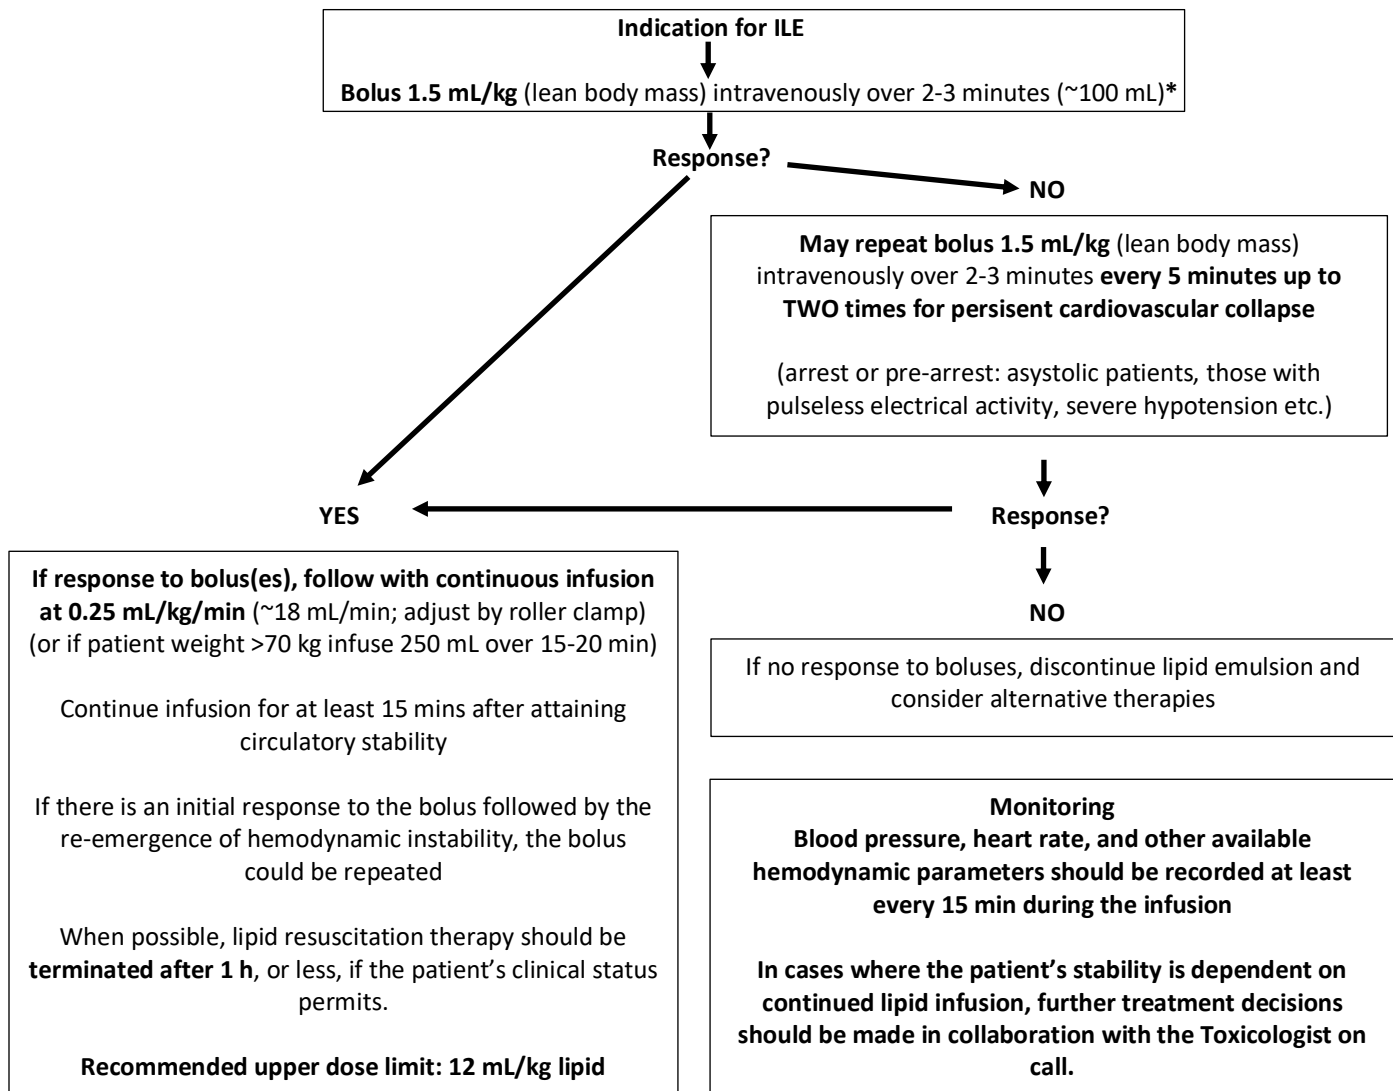 Indication for ILE
Bolus 1.5 mL/kg (lean body mass) intravenously over 2-3 minutes (~100 mL)*
Response?
NO
May repeat bolus 1.5 mL/kg (lean body mass)
intravenously over 2-3 minutes every 5 minutes up to
TWO times for persisent cardiovascular collapse
(arrest or pre-arrest: asystolic patients, those with
pulseless electrical activity, severe hypotension etc.)
YES
Response?
If response to bolus(es), follow with continuous infusion
at 0.25 mL/kg/min (~18 mL/min; adjust by roller clamp)
(or if patient weight >70 kg infuse 250 mL over 15-20 min)
Continue infusion for at least 15 mins after attaining
circulatory stability
If there is an initial response to the bolus followed by the
re-emergence of hemodynamic instability, the bolus
could be repeated
When possible, lipid resuscitation therapy should be
terminated after 1 h, or less, if the patient's clinical status
permits.
Recommended upper dose limit: 12 mL/kg lipid
NO
If no response to boluses, discontinue lipid emulsion and
consider alternative therapies
Monitoring
Blood pressure, heart rate, and other available
hemodynamic parameters should be recorded at least
every 15 min during the infusion
In cases where the patient's stability is dependent on
continued lipid infusion, further treatment decisions
should be made in collaboration with the Toxicologist on
call.